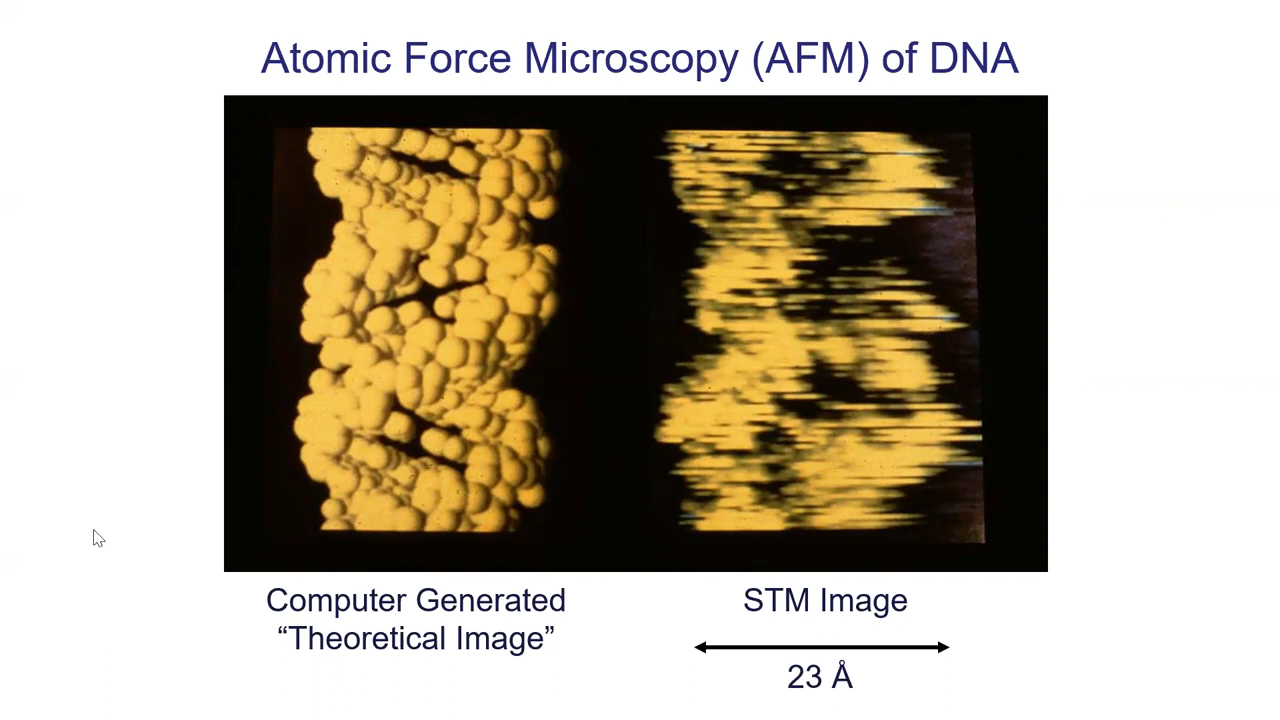 Atomic Force Microscopy (AFM) of DNA
Computer Generated
“Theoretical Image”
STM Image
23 Å